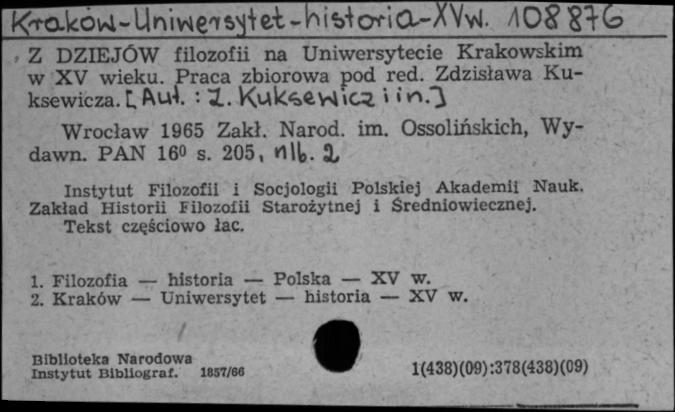 Kraków-Uniwersytet-historia-XVw. 108876
Z DZIEJÓW filozofii na Uniwersytecie Krakowskim
w XV wieku. Praca zbiorowa pod red. Zdzisława Ku-
ksewicza. [Aut. : Z. Kuksewicz i in.]
Wrocław 1965 Zakł. Narod. im. Ossolińskich, Wy-
dawn. PAN 16⁰ s. 205, nlb. 2
Instytut Filozofii i Socjologii Polskiej Akademii Nauk.
Zakład Historii Filozofii Starożytnej i Średniowiecznej.
Tekst częściowo łac.
1. Filozofia — historia — Polska — XV w.
2. Kraków — Uniwersytet — historia — XV w.
Biblioteka Narodowa
Instytut Bibliograf. 1857/66 1(438)(09):378(438)(09)